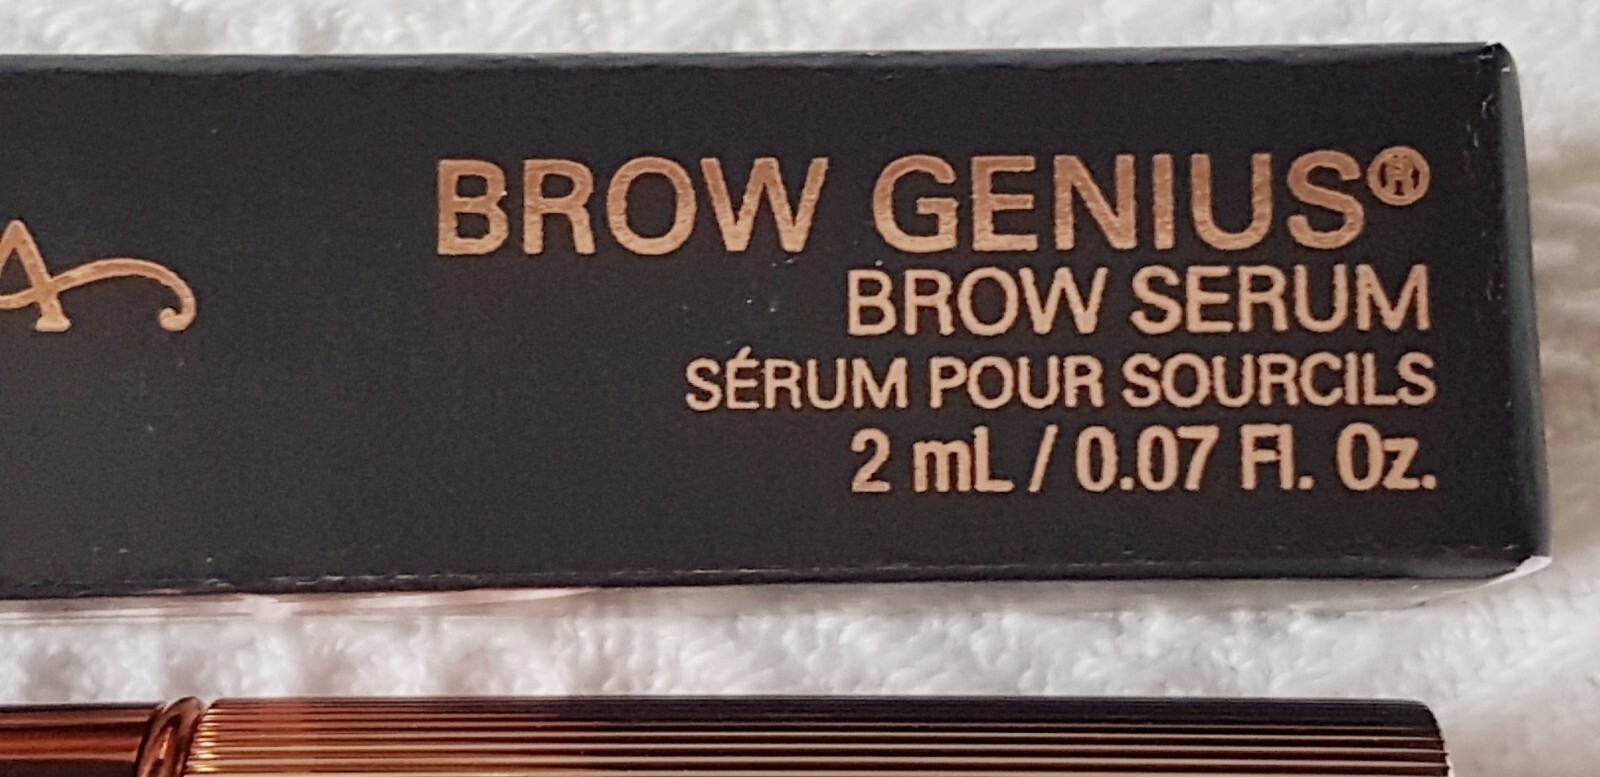 A
BROW GENIUS®
BROW SERUM
SÉRUM POUR SOURCILS
2 mL / 0.07 Fl. Oz.